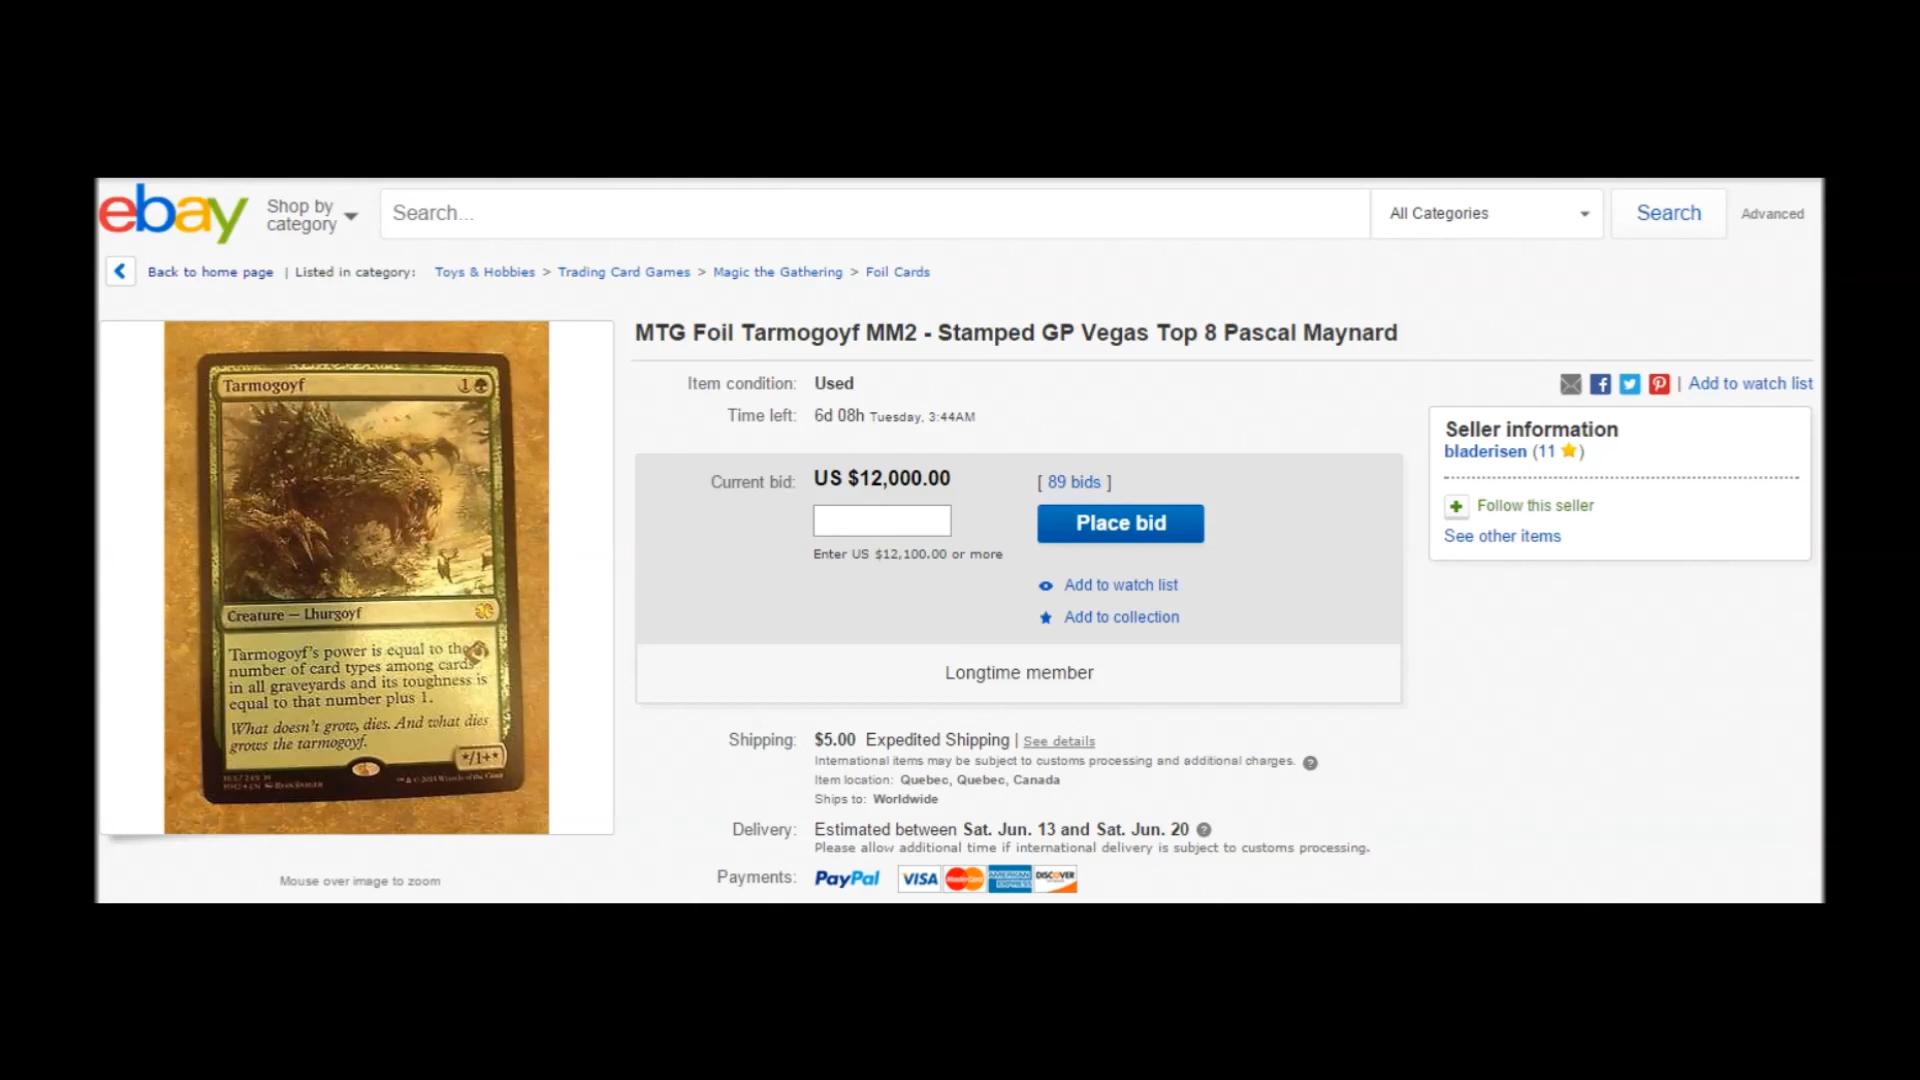 ebay
Shop by
category
Search...
All Categories
Search
Advanced
Back to home page | Listed in category: Toys & Hobbies > Trading Card Games > Magic the Gathering > Foil Cards
MTG Foil Tarmogoyf MM2 - Stamped GP Vegas Top 8 Pascal Maynard
Item condition: Used
Time left: 6d 08h Tuesday, 3:44AM
| Add to watch list
Seller information
bladerisen (11)
Follow this seller
See other items
Current bid: US $12,000.00 [ 89 bids ]
Place bid
Enter US $12,100.00 or more
Add to watch list
Add to collection
Longtime member
Shipping: $5.00 Expedited Shipping | See details
International items may be subject to customs processing and additional charges.
Item location: Quebec, Quebec, Canada
Ships to: Worldwide
Delivery: Estimated between Sat. Jun. 13 and Sat. Jun. 20
Please allow additional time if international delivery is subject to customs processing.
Payments: PayPal VISA MasterCard AMERICAN EXPRESS DISCOVER
Tarmogoyf 1
Creature — Lhurgoyf
Tarmogoyf's power is equal to the
number of card types among cards
in all graveyards and its toughness is
equal to that number plus 1.
What doesn't grow, dies. And what dies
grows the tarmogoyf.
*/1+*
Mouse over image to zoom